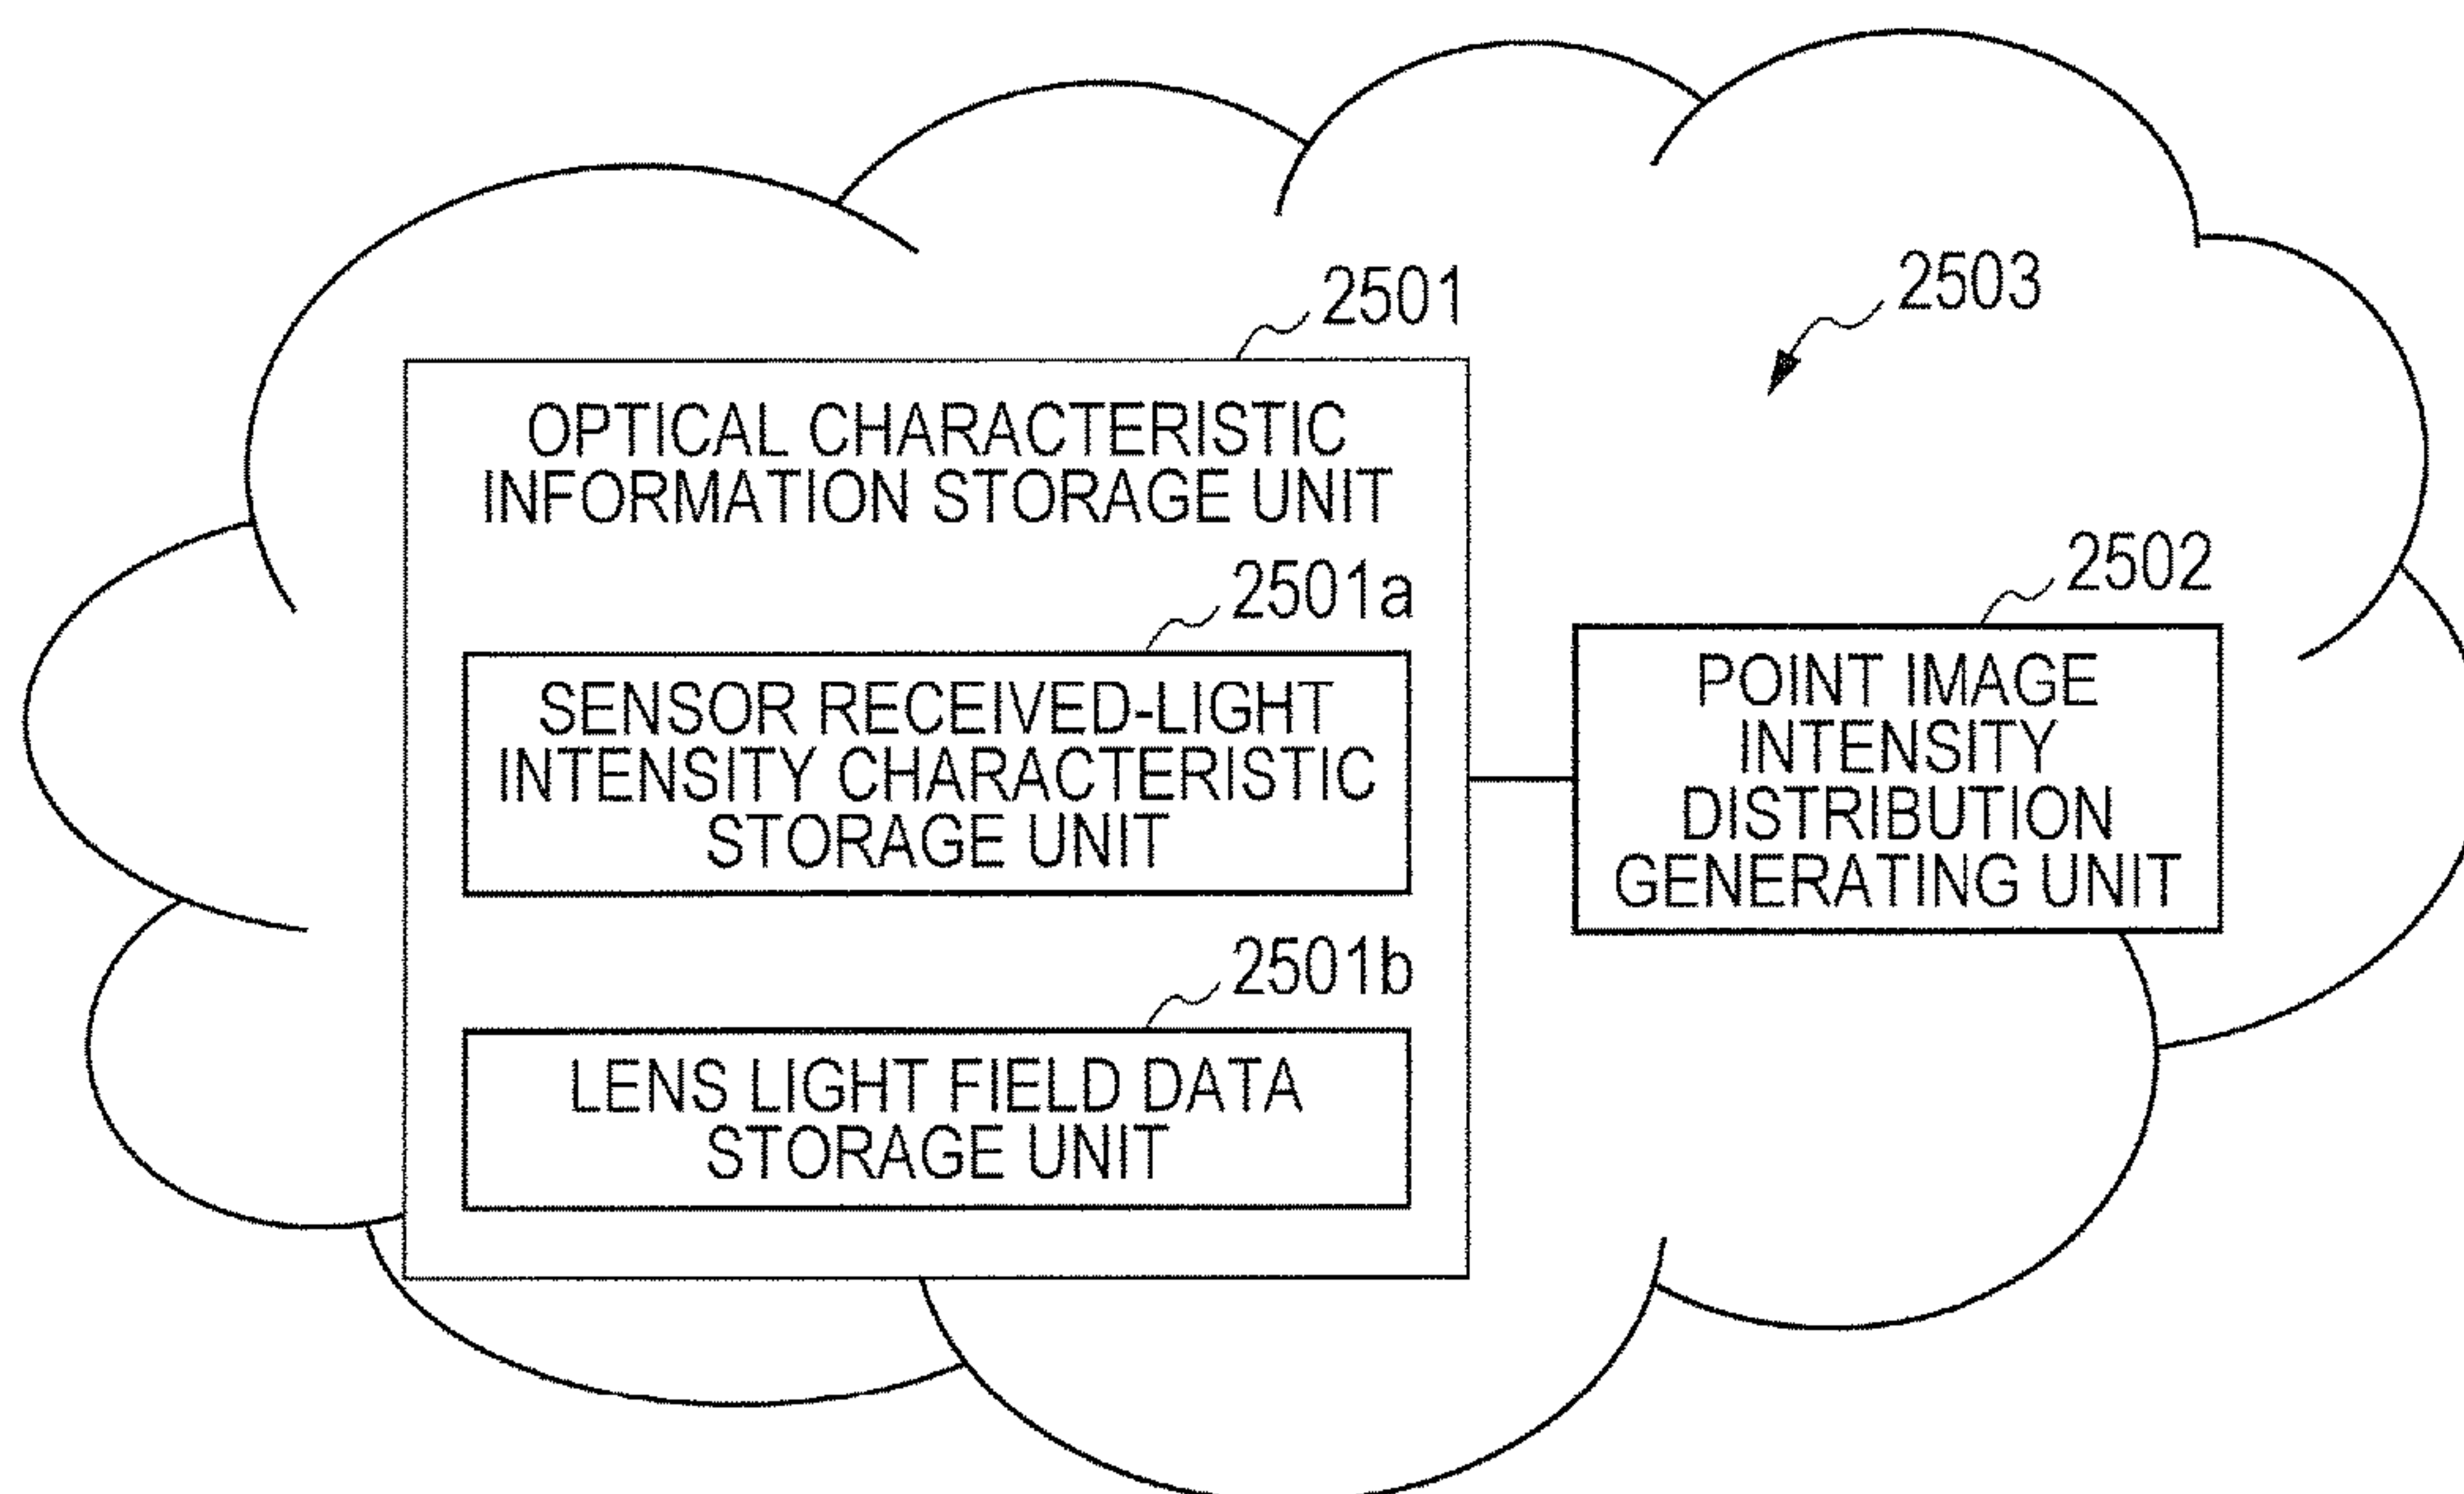 2501
2503
OPTICAL CHARACTERISTIC
INFORMATION STORAGE UNIT
2501a
SENSOR RECEIVED-LIGHT
INTENSITY CHARACTERISTIC
STORAGE UNIT
2501b
LENS LIGHT FIELD DATA
STORAGE UNIT
2502
POINT IMAGE
INTENSITY
DISTRIBUTION
GENERATING UNIT